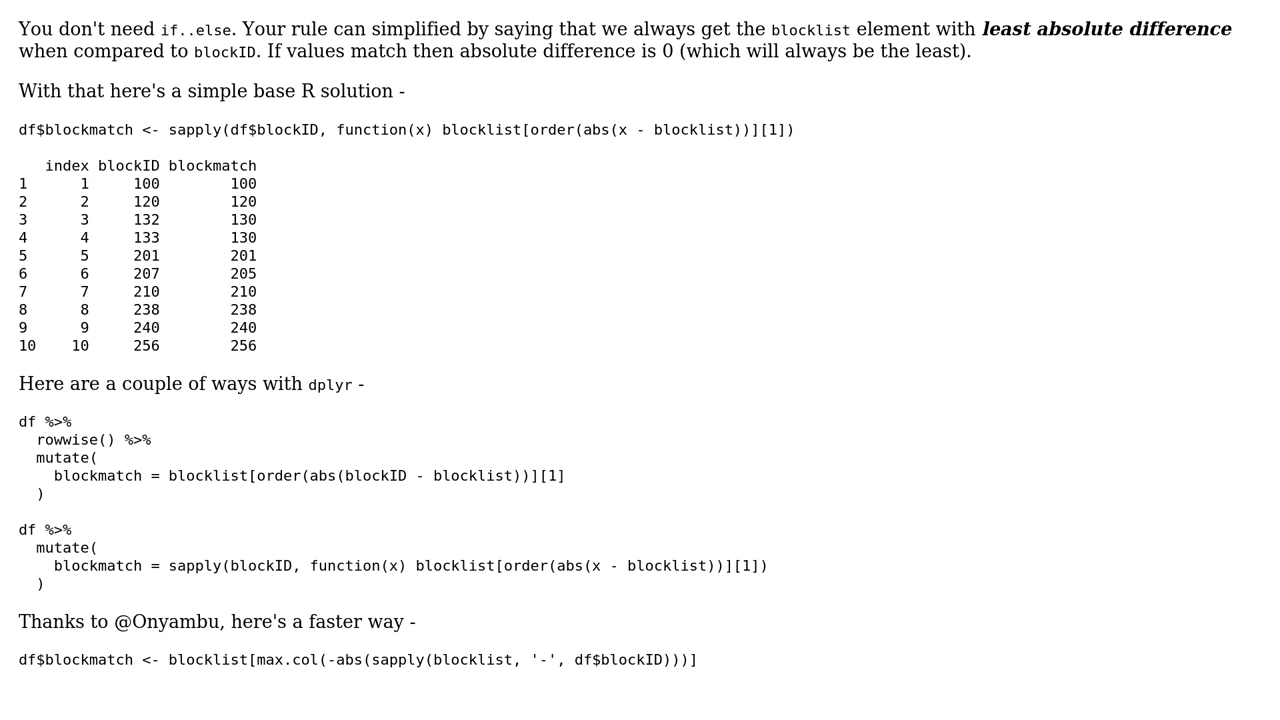 You don't need if..else. Your rule can simplified by saying that we always get the blocklist element with least absolute difference
when compared to blockID. If values match then absolute difference is 0 (which will always be the least).
With that here's a simple base R solution -
df$blockmatch <- sapply(df$blockID, function(x) blocklist[order(abs(x - blocklist))][1])
   index blockID blockmatch
1      1     100        100
2      2     120        120
3      3     132        130
4      4     133        130
5      5     201        201
6      6     207        205
7      7     210        210
8      8     238        238
9      9     240        240
10    10     256        256
Here are a couple of ways with dplyr -
df %>%
  rowwise() %>%
  mutate(
    blockmatch = blocklist[order(abs(blockID - blocklist))][1]
  )
df %>%
  mutate(
    blockmatch = sapply(blockID, function(x) blocklist[order(abs(x - blocklist))][1])
  )
Thanks to @Onyambu, here's a faster way -
df$blockmatch <- blocklist[max.col(-abs(sapply(blocklist, '-', df$blockID)))]